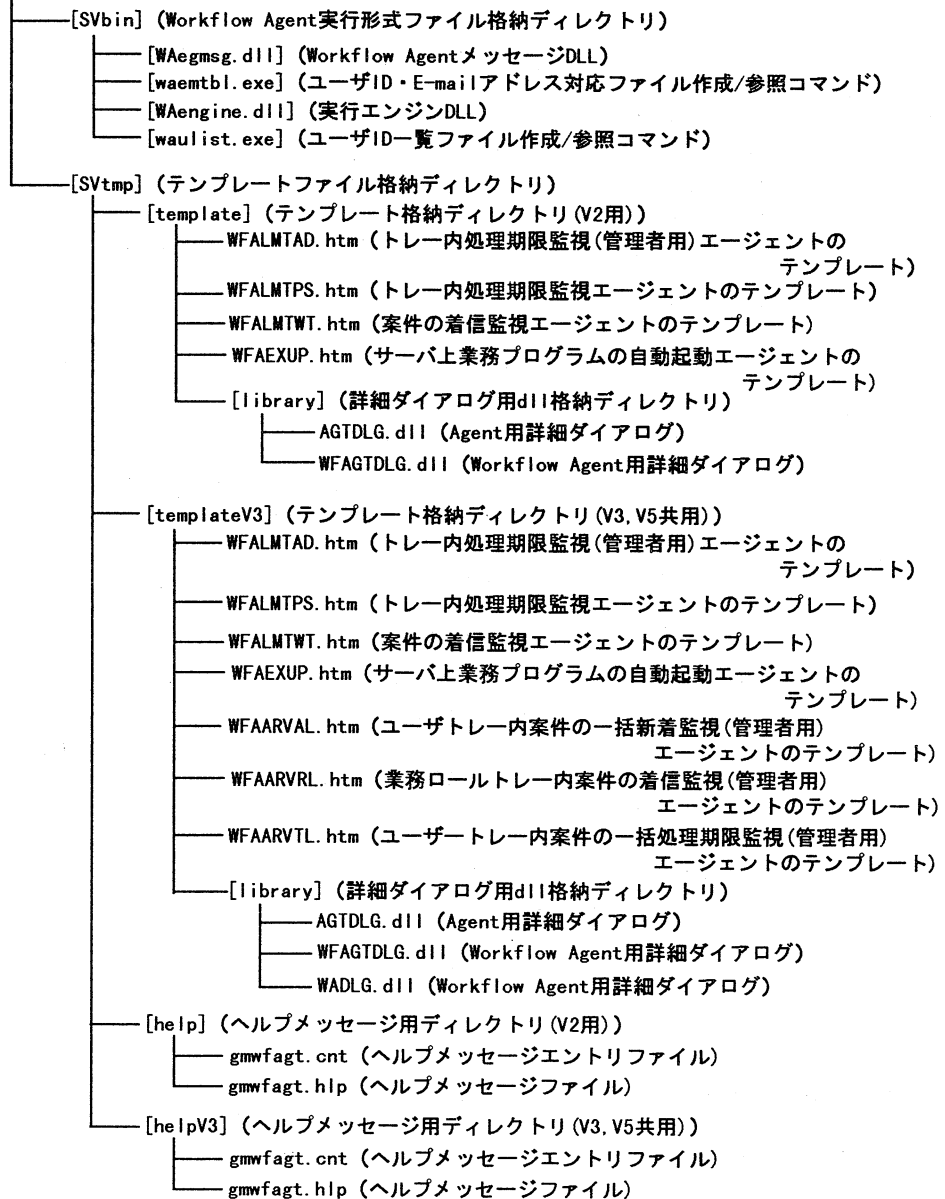 [SVbin] (Workflow Agent実行形式ファイル格納ディレクトリ)
[WAegmsg.dll] (Workflow AgentメッセージDLL)
[waemtbl.exe] (ユーザID・E-mailアドレス対応ファイル作成/参照コマンド)
[WAengine.dll] (実行エンジンDLL)
[waulist.exe] (ユーザID一覧ファイル作成/参照コマンド)
[SVtmp] (テンプレートファイル格納ディレクトリ)
[template] (テンプレート格納ディレクトリ(V2用))
WFALMTAD.htm (トレー内処理期限監視(管理者用)エージェントの
テンプレート)
WFALMTPS.htm (トレー内処理期限監視エージェントのテンプレート)
WFALMTWT.htm (案件の着信監視エージェントのテンプレート)
WFAEXUP.htm (サーバ上業務プログラムの自動起動エージェントの
テンプレート)
[library] (詳細ダイアログ用dll格納ディレクトリ)
AGTDLG.dll (Agent用詳細ダイアログ)
WFAGTDLG.dll (Workflow Agent用詳細ダイアログ)
[templateV3] (テンプレート格納ディレクトリ(V3,V5共用))
WFALMTAD.htm (トレー内処理期限監視(管理者用)エージェントの
テンプレート)
WFALMTPS.htm (トレー内処理期限監視エージェントのテンプレート)
WFALMTWT.htm (案件の着信監視エージェントのテンプレート)
WFAEXUP.htm (サーバ上業務プログラムの自動起動エージェントの
テンプレート)
WFAARVAL.htm (ユーザトレー内案件の一括新着監視(管理者用)
エージェントのテンプレート)
WFAARVRL.htm (業務ロールトレー内案件の着信監視(管理者用)
エージェントのテンプレート)
WFAARVTL.htm (ユーザートレー内案件の一括処理期限監視(管理者用)
エージェントのテンプレート)
[library] (詳細ダイアログ用dll格納ディレクトリ)
AGTDLG.dll (Agent用詳細ダイアログ)
WFAGTDLG.dll (Workflow Agent用詳細ダイアログ)
WADLG.dll (Workflow Agent用詳細ダイアログ)
[help] (ヘルプメッセージ用ディレクトリ(V2用))
gmwfagt.cnt (ヘルプメッセージエントリファイル)
gmwfagt.hlp (ヘルプメッセージファイル)
[helpV3] (ヘルプメッセージ用ディレクトリ(V3,V5共用))
gmwfagt.cnt (ヘルプメッセージエントリファイル)
gmwfagt.hlp (ヘルプメッセージファイル)